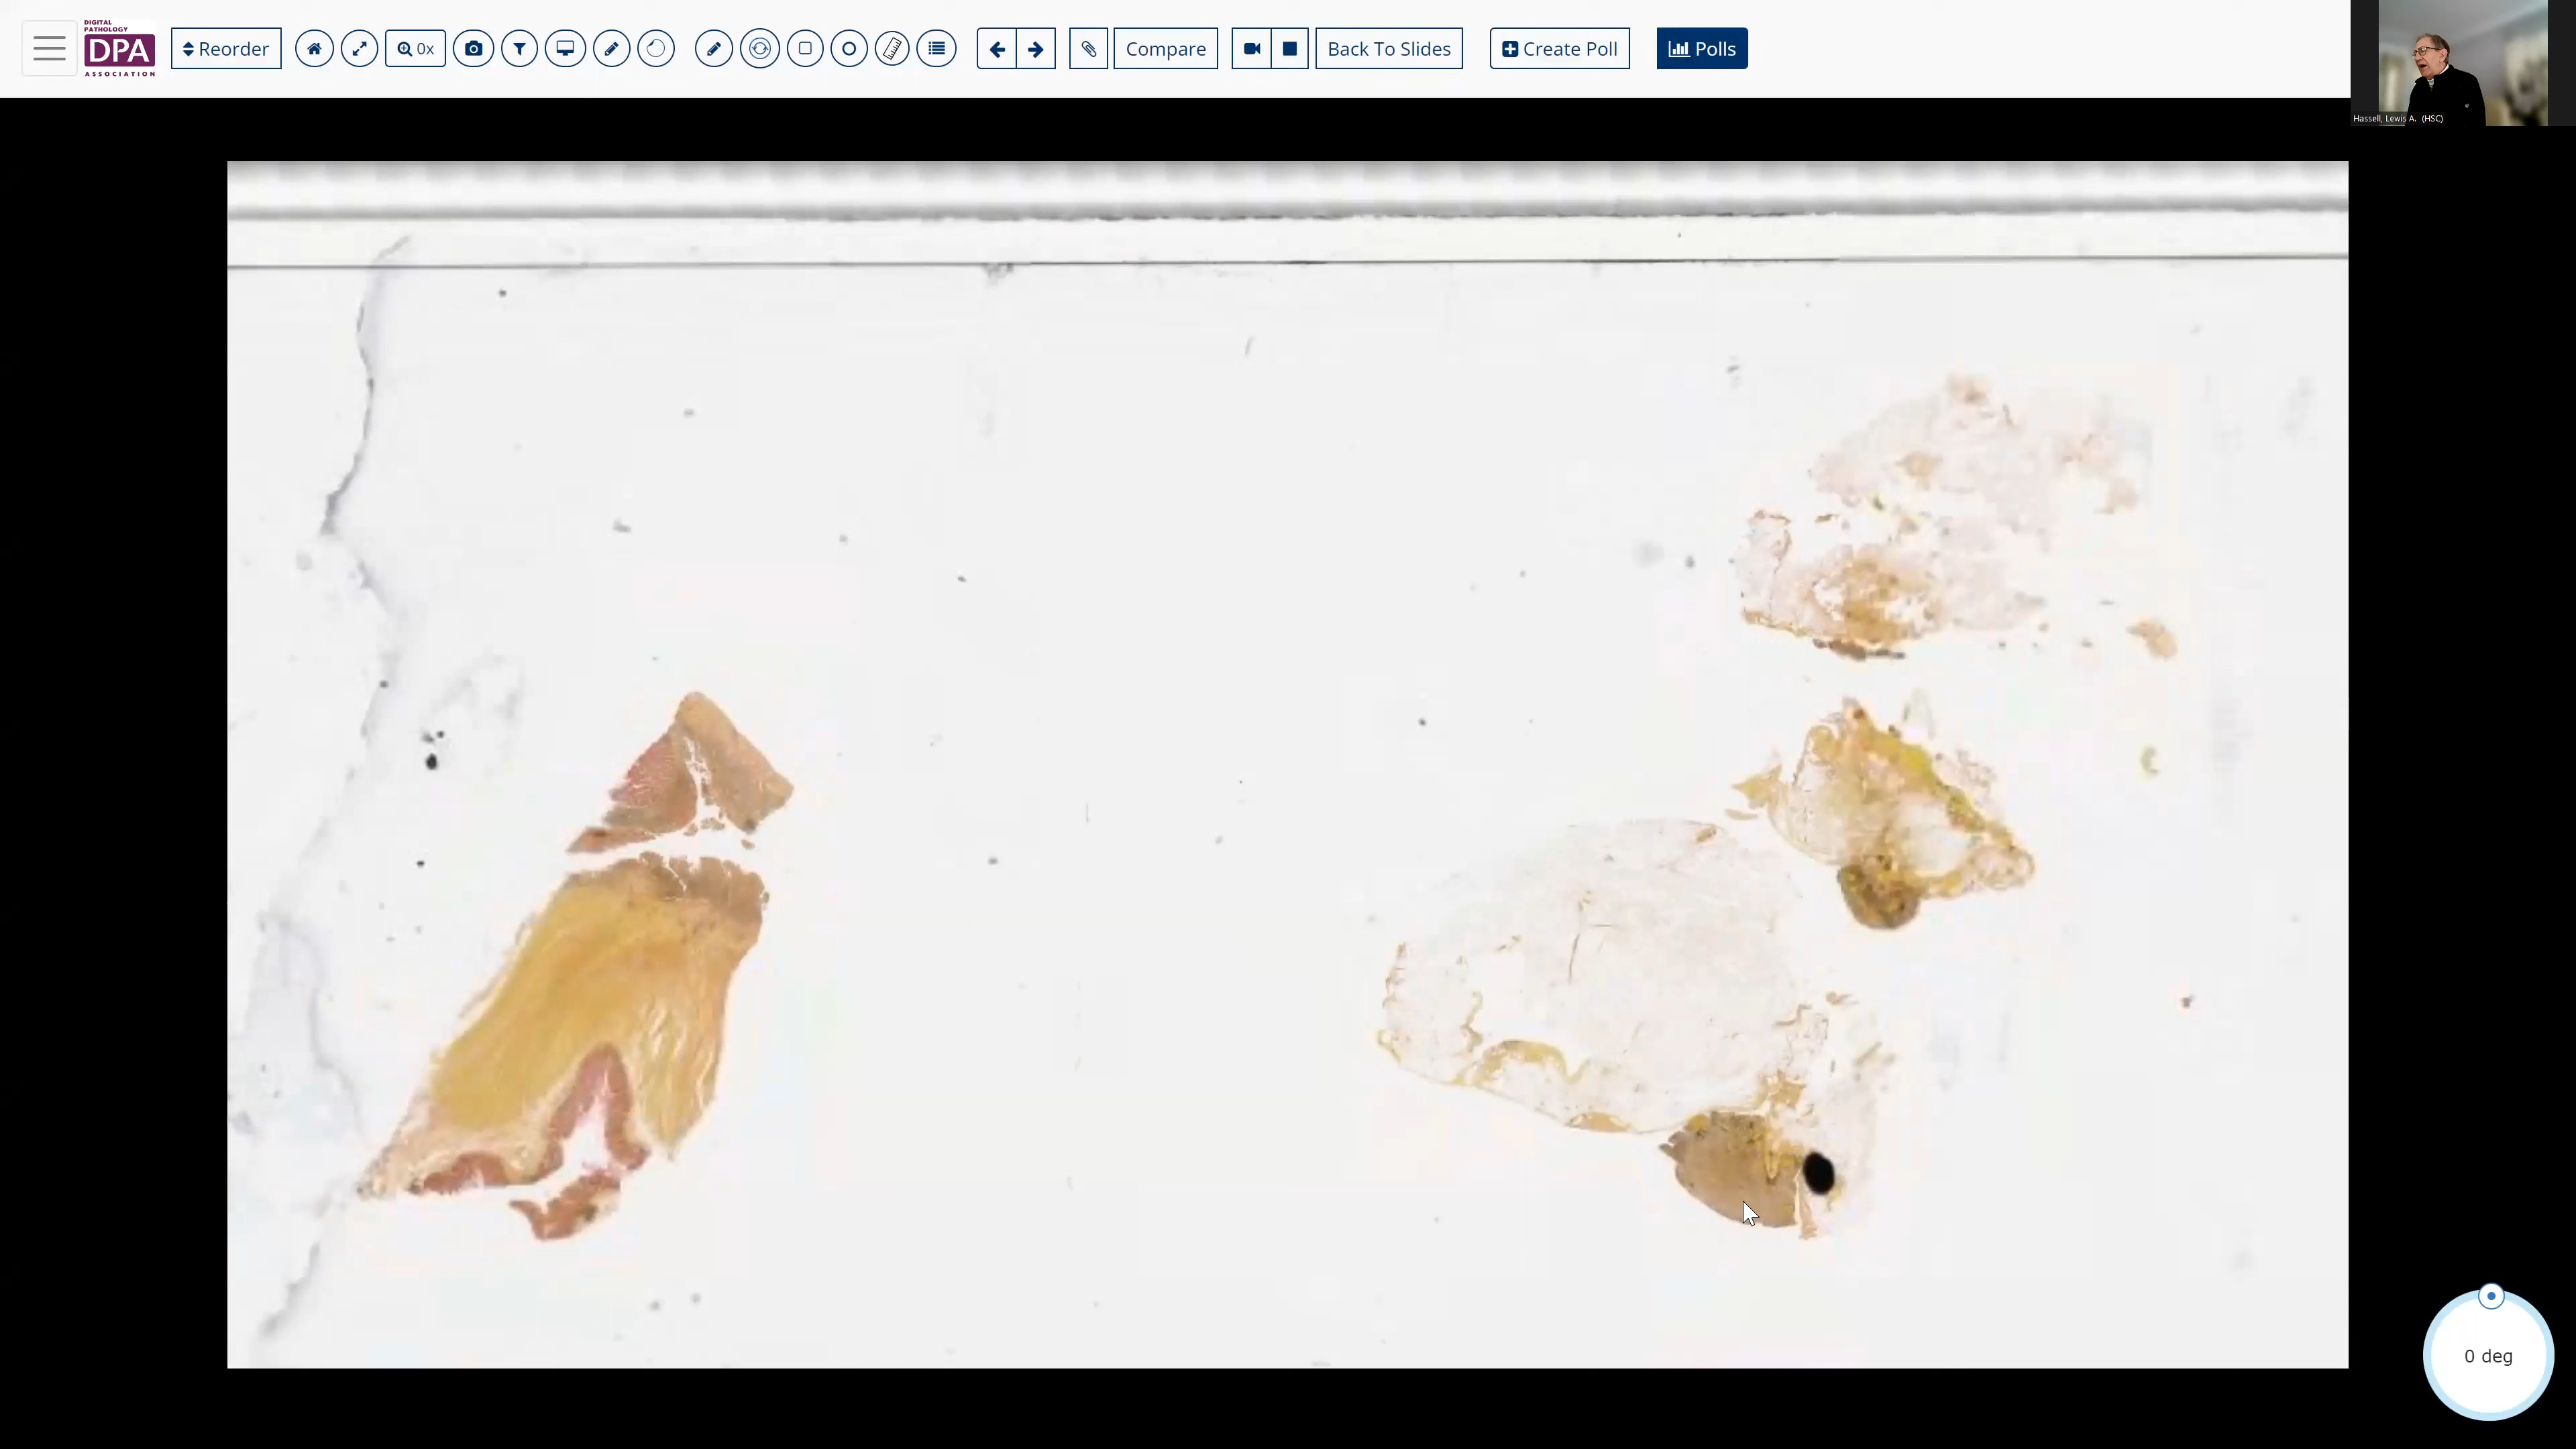 DIGITAL
PATHOLOGY
DPA
ASSOCIATION
Reorder
0x
Compare
Back To Slides
Create Poll
Polls
Hassell, Lewis A. (HSC)
0 deg